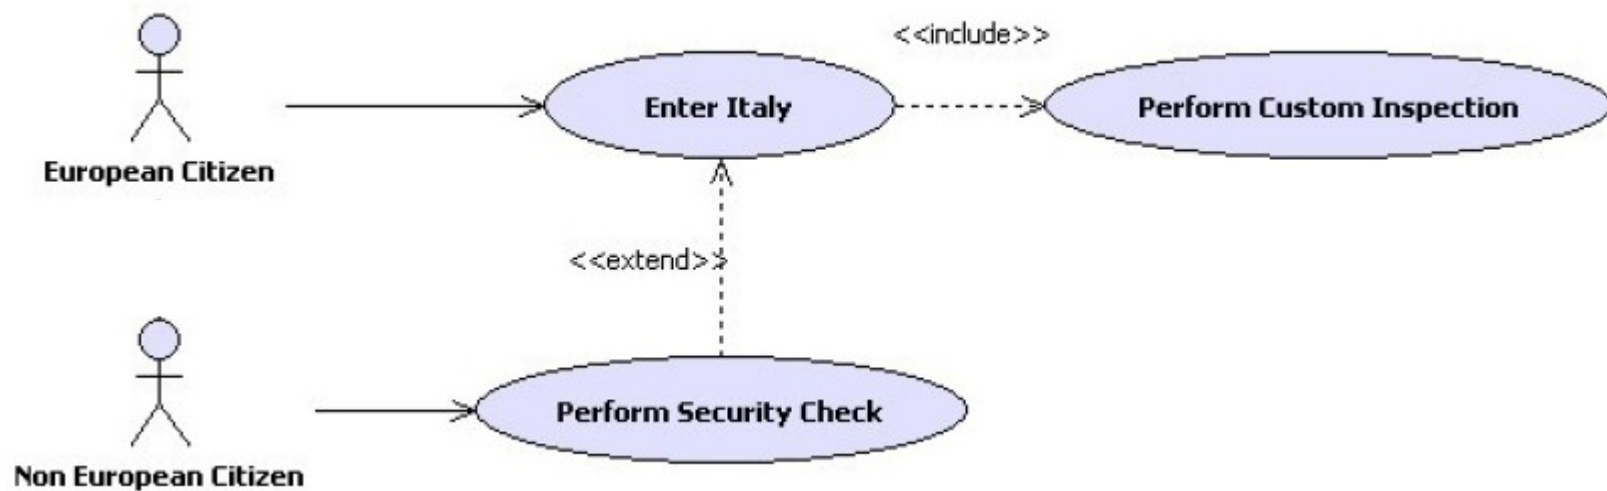 <<include>>
Enter Italy
Perform Custom Inspection
European Citizen
<<extend>>
Perform Security Check
Non European Citizen